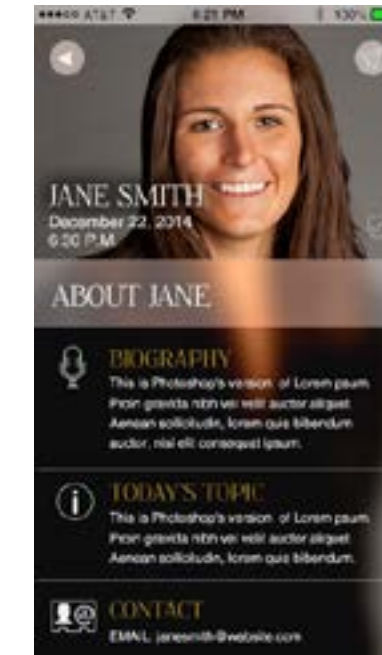 AT&T 6:21 PM 100%
JANE SMITH
December 22, 2014
6:30 P.M.
ABOUT JANE
BIOGRAPHY
This is Photoshop's version of Lorem Ipsum
Proin gravida nibh vel velit auctor aliquet
Aenean sollicitudin, lorem quis bibendum
auctor, nisi elit consequat ipsum.
TODAY'S TOPIC
This is Photoshop's version of Lorem Ipsum
Proin gravida nibh vel velit auctor aliquet
Aenean sollicitudin, lorem quis bibendum.
CONTACT
EMAIL: janesmith@website.com